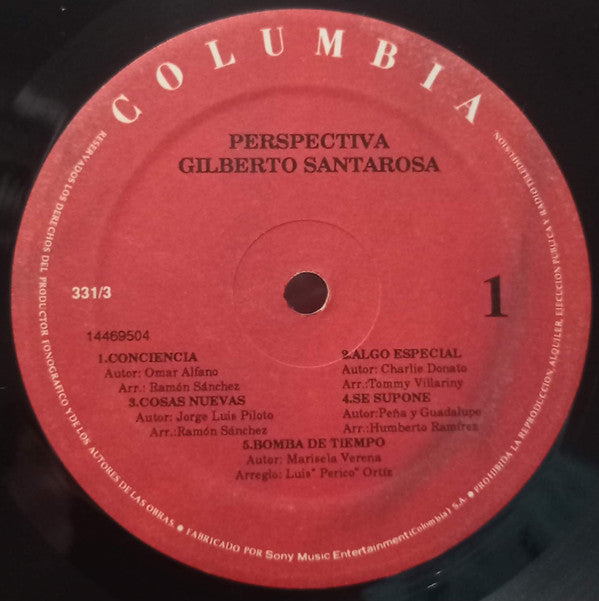 COLUMBIA
PERSPECTIVA
GILBERTO SANTAROSA
331/3
1
14469504
1.CONCIENCIA
Autor: Omar Alfano
Arr.: Ramón Sánchez
2.ALGO ESPECIAL
Autor: Charlie Donato
Arr.:Tommy Villariny
3.COSAS NUEVAS
Autor: Jorge Luis Piloto
Arr.:Ramón Sánchez
4.SE SUPONE
Autor:Peña y Guadalupe
Arr.:Humberto Ramírez
5.BOMBA DE TIEMPO
Autor: Marisela Verena
Arreglo: Luis" Perico" Ortíz
RESERVADOS LOS DERECHOS DEL PRODUCTOR FONOGRAFICO Y DE LOS AUTORES DE LAS OBRAS. ● FABRICADO POR Sony Music Entertainment (Colombia) S.A. ● PROHIBIDA LA REPRODUCCION, ALQUILER, EJECUCION PUBLICA Y RADIOTELEDIFUSION.